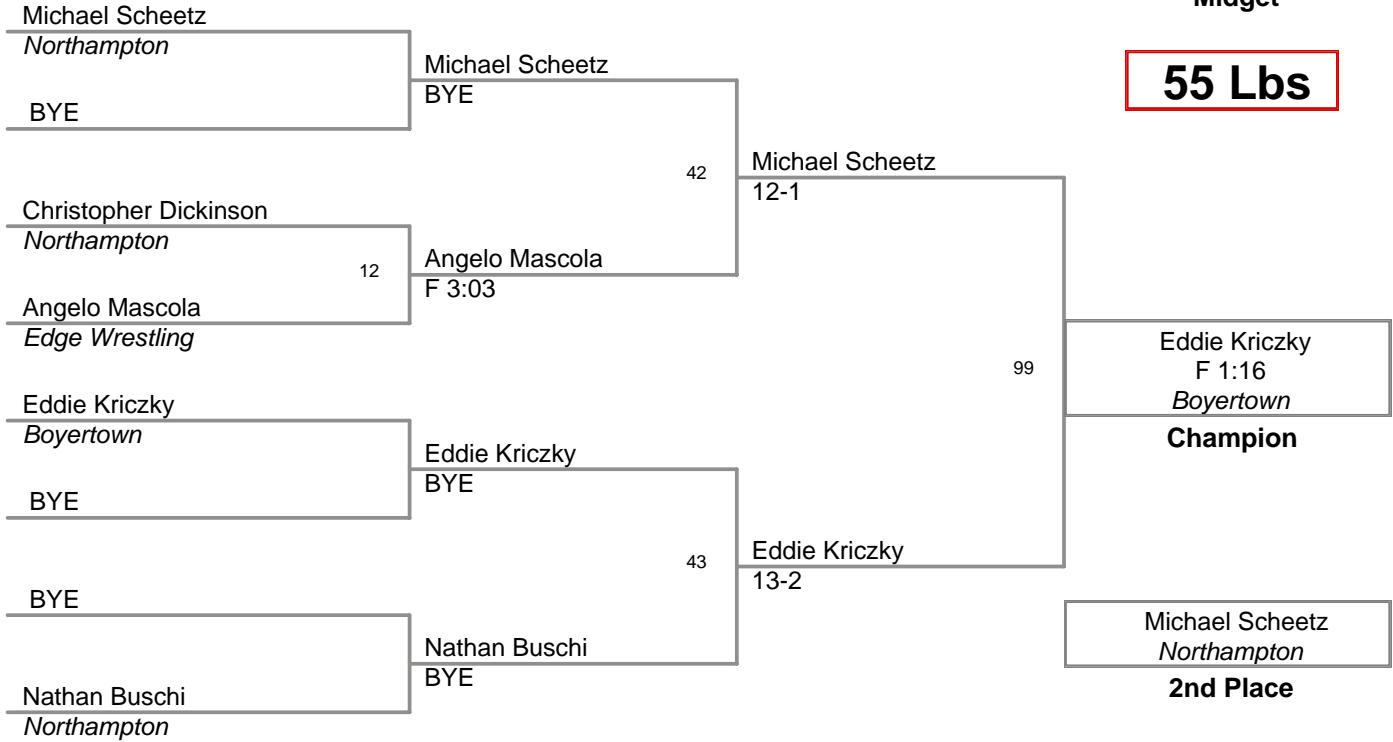 Midget
55 Lbs
Michael Scheetz
Northampton
BYE
Christopher Dickinson
Northampton
12
Angelo Mascola
Edge Wrestling
Eddie Kriczky
Boyertown
BYE
BYE
Nathan Buschi
Northampton
Michael Scheetz
BYE
42
Angelo Mascola
F 3:03
Eddie Kriczky
BYE
43
Nathan Buschi
BYE
Michael Scheetz
12-1
99
Eddie Kriczky
13-2
Eddie Kriczky
F 1:16
Boyertown
Champion
Michael Scheetz
Northampton
2nd Place